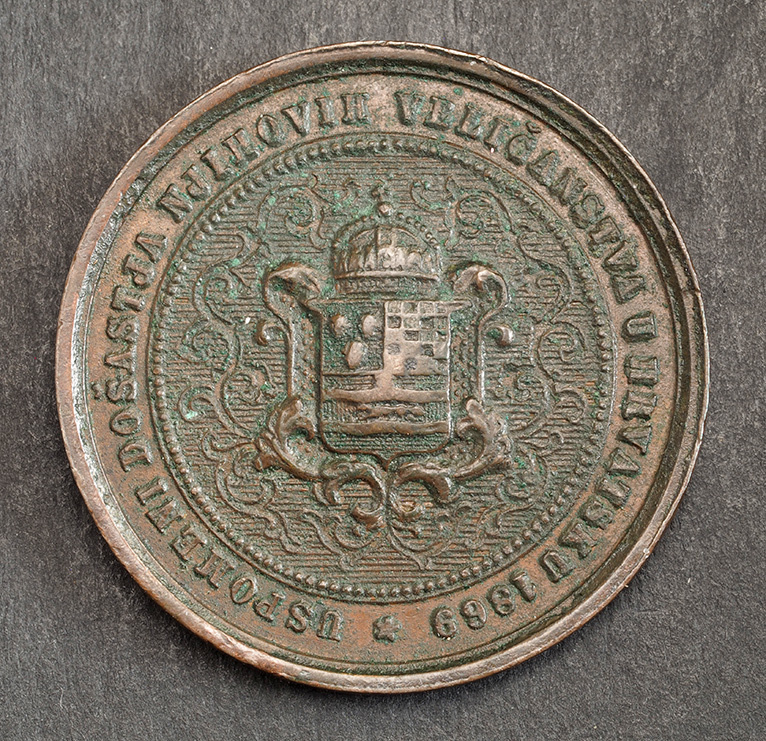 USPOMENI DOŠASTJA NJIHOVIH VELIČANSTVA U HRVATSKU 1869